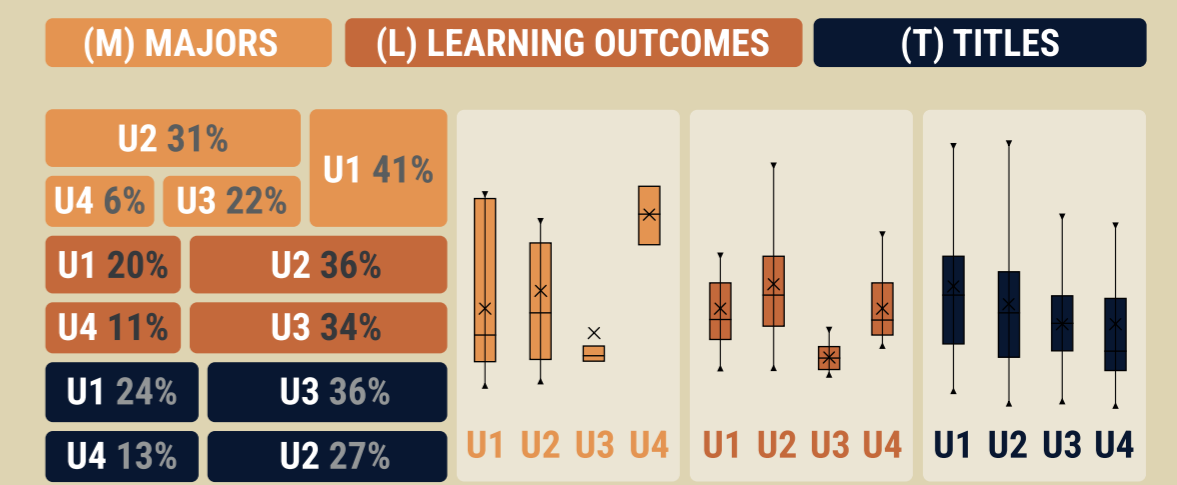 (M) MAJORS
(L) LEARNING OUTCOMES
(T) TITLES
U2 31%
U1 41%
U4 6%
U3 22%
U1 20%
U2 36%
U4 11%
U3 34%
U1 24%
U3 36%
U4 13%
U2 27%
U1 U2 U3 U4
U1 U2 U3 U4
U1 U2 U3 U4